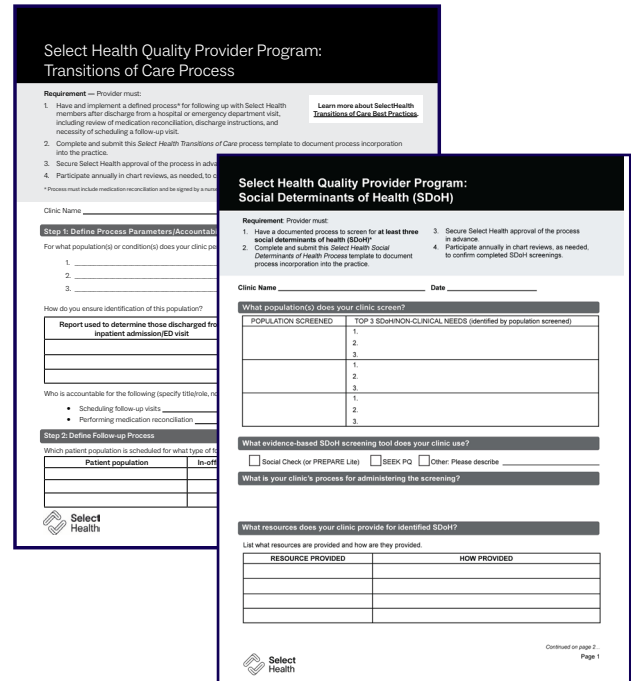 Select Health Quality Provider Program:
Transitions of Care Process
Requirement — Provider must:
1. Have and implement a defined process* for following up with Select Health
members after discharge from a hospital or emergency department visit,
including review of medication reconciliation, discharge instructions, and
necessity of scheduling a follow-up visit.
2. Complete and submit this Select Health Transitions of Care process template to document process incorporation
into the practice.
3. Secure Select Health approval of the process in adva
4. Participate annually in chart reviews, as needed, to c
* Process must include medication reconciliation and be signed by a nurse
Learn more about SelectHealth
Transitions of Care Best Practices.
Clinic Name
Step 1: Define Process Parameters/Accountabi
For what population(s) or condition(s) does your clinic pe
1.
2.
3.
How do you ensure identification of this population?
Report used to determine those discharged fro
inpatient admission/ED visit
Who is accountable for the following (specify title/role, no
• Scheduling follow-up visits
• Performing medication reconciliation
Step 2: Define Follow-up Process
Which patient population is scheduled for what type of fo
Patient population In-offi
Select
Health
Select Health Quality Provider Program:
Social Determinants of Health (SDoH)
Requirement: Provider must:
1. Have a documented process to screen for at least three
social determinants of health (SDoH)*
2. Complete and submit this Select Health Social
Determinants of Health Process template to document
process incorporation into the practice.
3. Secure Select Health approval of the process
in advance.
4. Participate annually in chart reviews, as needed,
to confirm completed SDoH screenings.
Clinic Name Date
What population(s) does your clinic screen?
POPULATION SCREENED TOP 3 SDoH/NON-CLINICAL NEEDS (identified by population screened)
1.
2.
3.
1.
2.
3.
1.
2.
3.
What evidence-based SDoH screening tool does your clinic use?
Social Check (or PREPARE Lite) SEEK PQ Other: Please describe
What is your clinic's process for administering the screening?
What resources does your clinic provide for identified SDoH?
List what resources are provided and how are they provided.
RESOURCE PROVIDED HOW PROVIDED
Continued on page 2...
Page 1
Select
Health